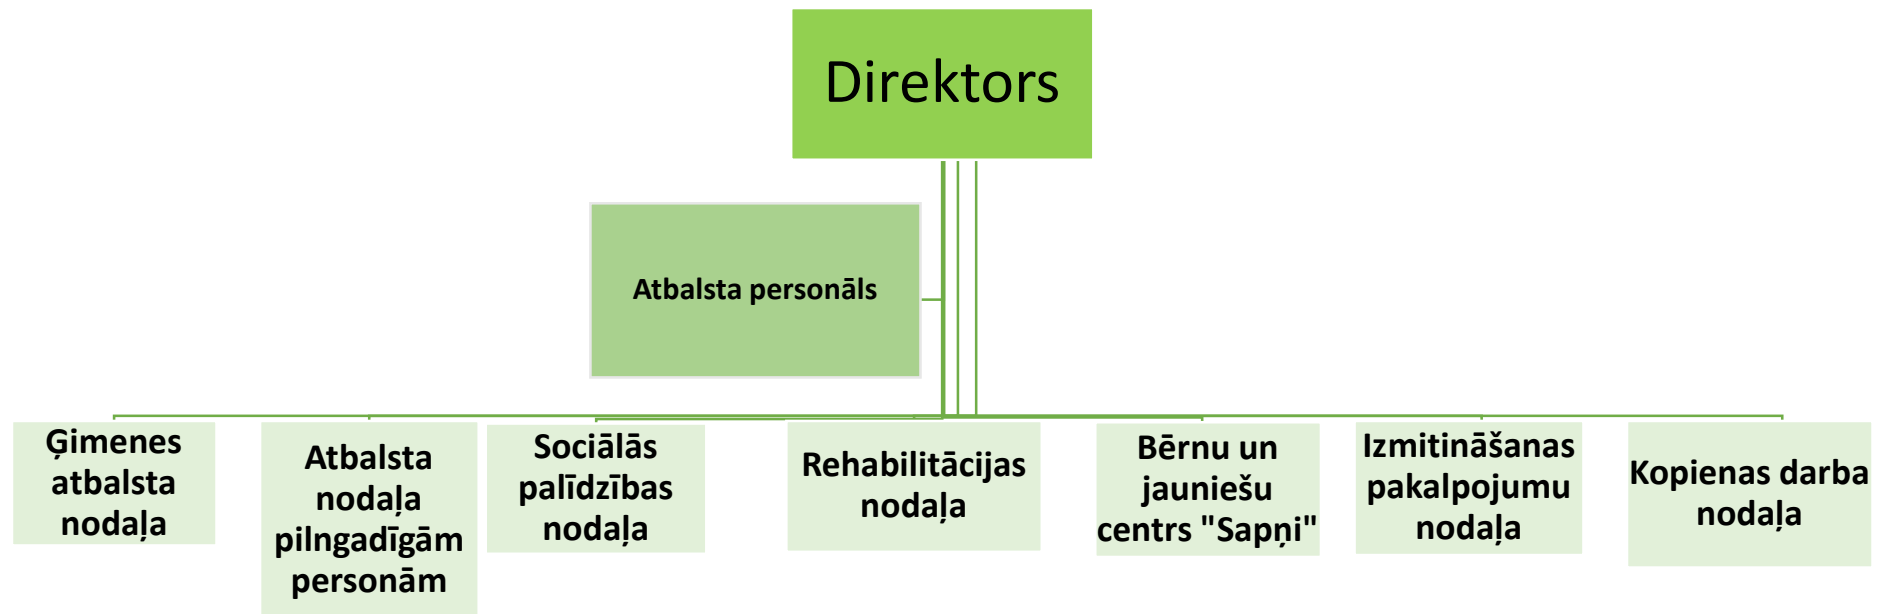 Direktors
Atbalsta personāls
Ģimenes
atbalsta
nodaļa
Atbalsta
nodaļa
pilngadīgām
personām
Sociālās
palīdzības
nodaļa
Rehabilitācijas
nodaļa
Bērnu un
jauniešu
centrs "Sapņi"
Izmitināšanas
pakalpojumu
nodaļa
Kopienas darba
nodaļa